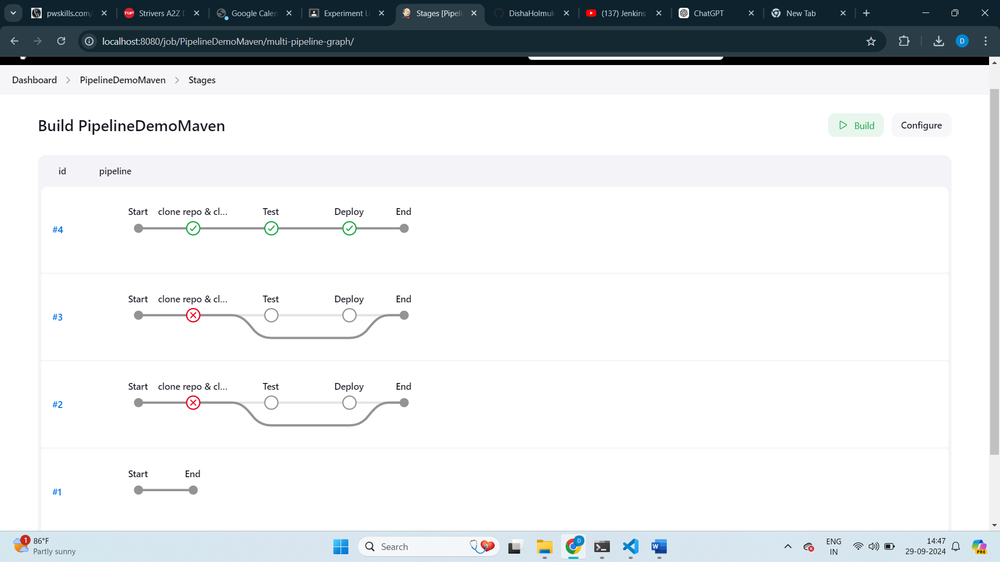 pwskills.com/
TUF Strivers A2Z D
Google Calen
Experiment Li
Stages [Pipeli
DishaHolmuk
(137) Jenkins
ChatGPT
New Tab
localhost:8080/job/PipelineDemoMaven/multi-pipeline-graph/
D
Dashboard PipelineDemoMaven Stages
Build PipelineDemoMaven
Build
Configure
id pipeline
Start clone repo & cl... Test Deploy End
#4
Start clone repo & cl... Test Deploy End
#3
Start clone repo & cl... Test Deploy End
#2
Start End
#1
1
86°F
Partly sunny
Search
D
W
ENG
IN
14:47
29-09-2024
PRE